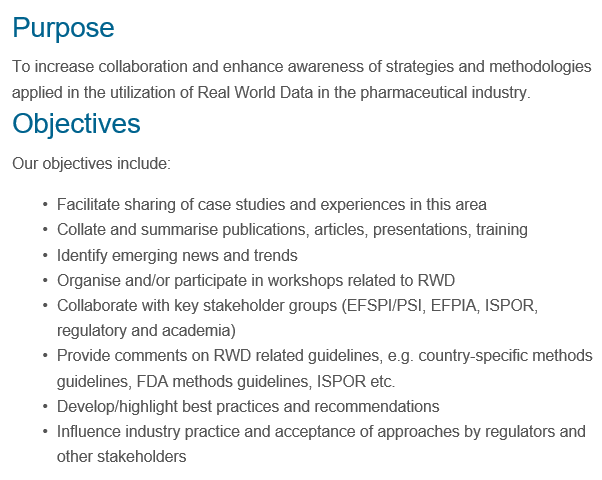 Purpose
To increase collaboration and enhance awareness of strategies and methodologies
applied in the utilization of Real World Data in the pharmaceutical industry.
Objectives
Our objectives include:
• Facilitate sharing of case studies and experiences in this area
• Collate and summarise publications, articles, presentations, training
• Identify emerging news and trends
• Organise and/or participate in workshops related to RWD
• Collaborate with key stakeholder groups (EFSPI/PSI, EFPIA, ISPOR,
regulatory and academia)
• Provide comments on RWD related guidelines, e.g. country-specific methods
guidelines, FDA methods guidelines, ISPOR etc.
• Develop/highlight best practices and recommendations
• Influence industry practice and acceptance of approaches by regulators and
other stakeholders